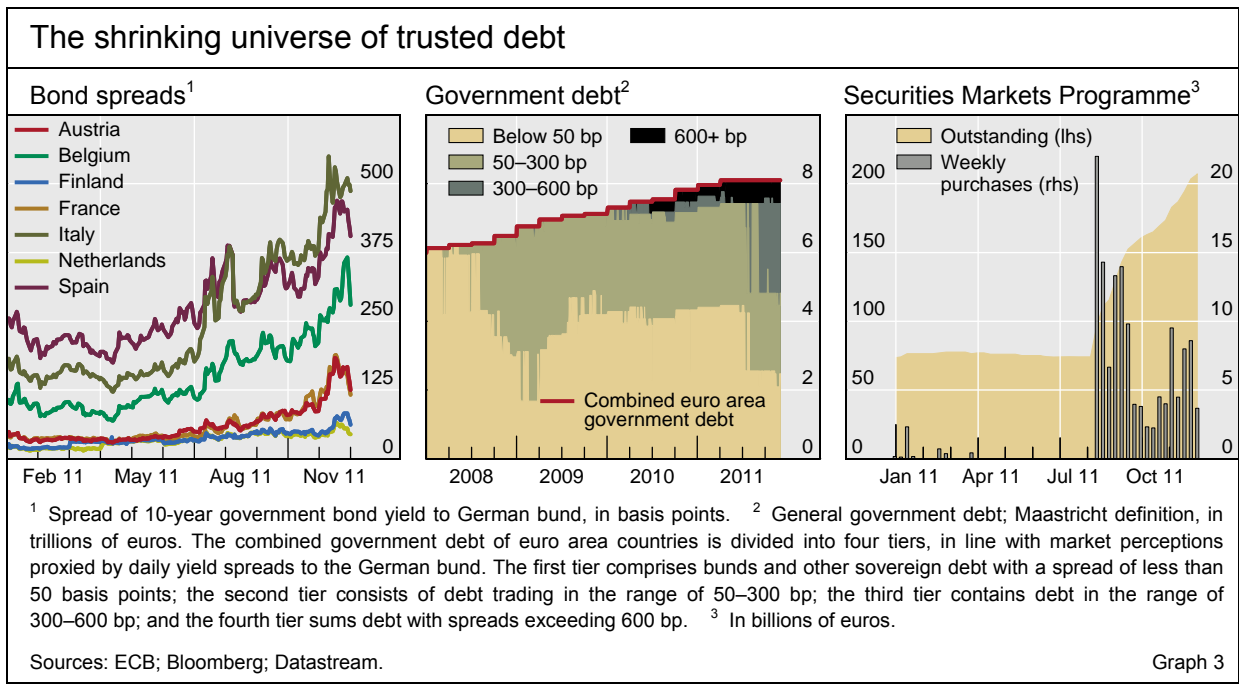 The shrinking universe of trusted debt
Bond spreads1
Austria
Belgium
Finland
France
Italy
Netherlands
Spain
500
375
250
125
0
Feb 11 May 11 Aug 11 Nov 11
Government debt2
Below 50 bp 600+ bp
50–300 bp
300–600 bp
8
6
4
2
0
Combined euro area
government debt
2008 2009 2010 2011
Securities Markets Programme3
Outstanding (lhs)
Weekly
purchases (rhs)
200 20
150 15
100 10
50 5
0 0
Jan 11 Apr 11 Jul 11 Oct 11
1 Spread of 10-year government bond yield to German bund, in basis points. 2 General government debt; Maastricht definition, in
trillions of euros. The combined government debt of euro area countries is divided into four tiers, in line with market perceptions
proxied by daily yield spreads to the German bund. The first tier comprises bunds and other sovereign debt with a spread of less than
50 basis points; the second tier consists of debt trading in the range of 50–300 bp; the third tier contains debt in the range of
300–600 bp; and the fourth tier sums debt with spreads exceeding 600 bp. 3 In billions of euros.
Sources: ECB; Bloomberg; Datastream. Graph 3